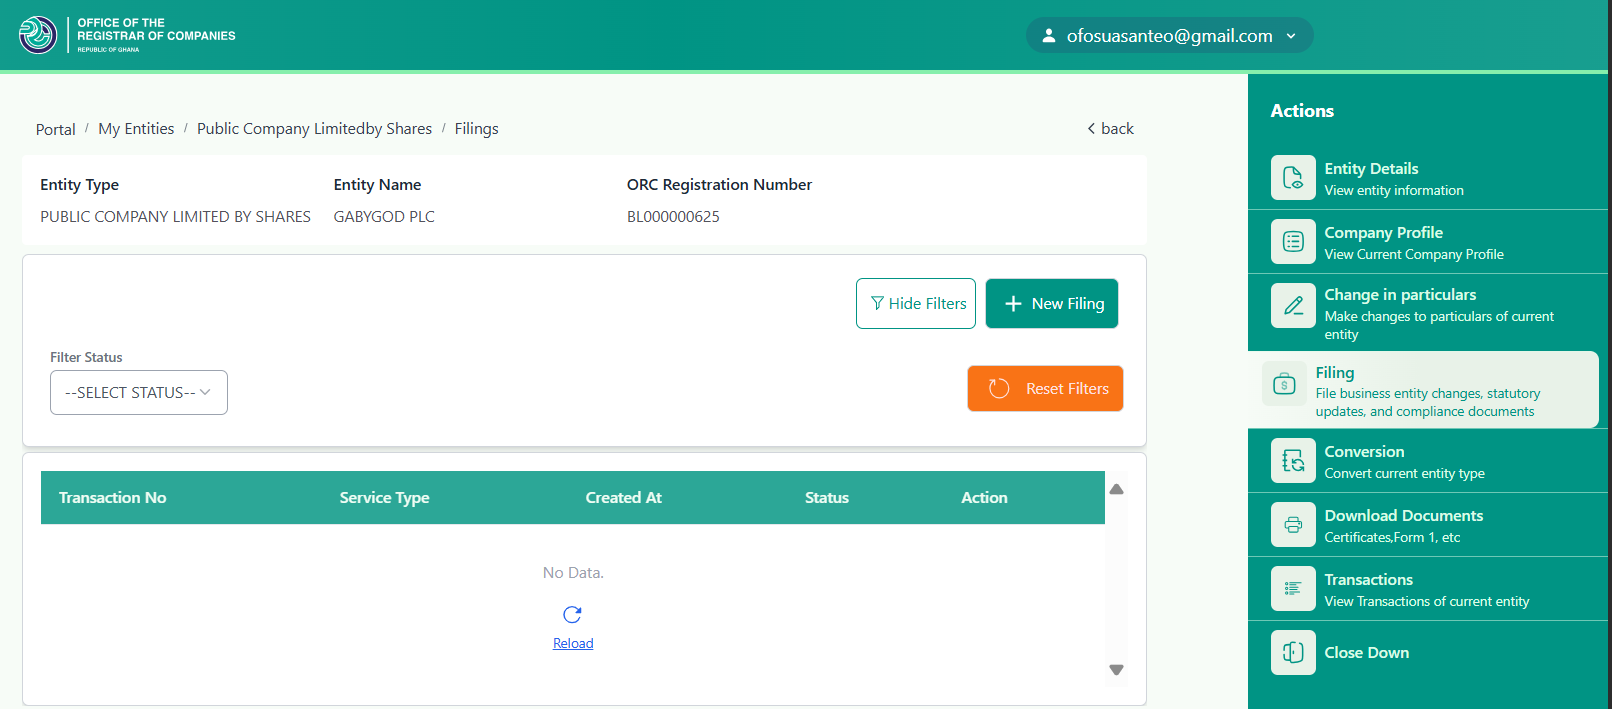 OFFICE OF THE
REGISTRAR OF COMPANIES
REPUBLIC OF GHANA
ofosuasanteo@gmail.com
Portal / My Entities / Public Company Limitedby Shares / Filings
back
Entity Type
Entity Name
ORC Registration Number
PUBLIC COMPANY LIMITED BY SHARES
GABYGOD PLC
BL000000625
Hide Filters
New Filing
Filter Status
--SELECT STATUS--
Reset Filters
Transaction No
Service Type
Created At
Status
Action
No Data.
Reload
Actions
Entity Details
View entity information
Company Profile
View Current Company Profile
Change in particulars
Make changes to particulars of current
entity
Filing
File business entity changes, statutory
updates, and compliance documents
Conversion
Convert current entity type
Download Documents
Certificates,Form 1, etc
Transactions
View Transactions of current entity
Close Down